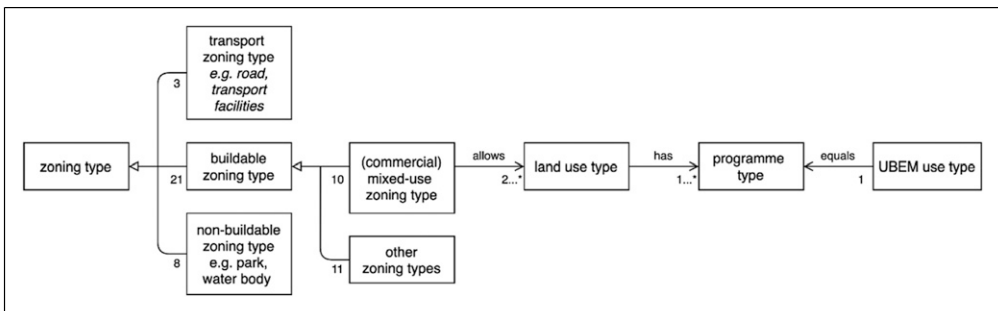 transport
zoning type
e.g. road,
transport
facilities
3
zoning type
buildable
zoning type
21
(commercial)
mixed-use
zoning type
10
allows
2...*
land use type
has
1...*
programme
type
equals
1
UBEM use type
non-buildable
zoning type
e.g. park,
water body
8
other
zoning types
11